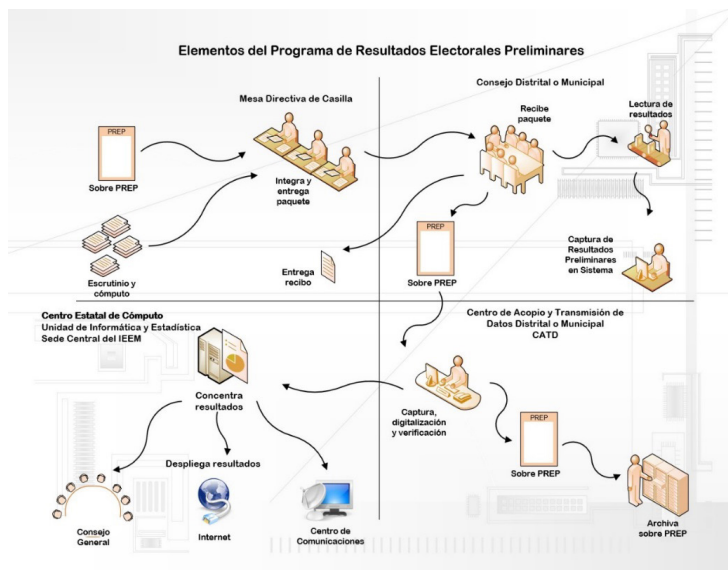 Elementos del Programa de Resultados Electorales Preliminares
Mesa Directiva de Casilla
PREP
Sobre PREP
Escrutinio y
cómputo
Integra y
entrega
paquete
Consejo Distrital o Municipal
Recibe
paquete
Lectura de
resultados
Captura de
Resultados
Preliminares
en Sistema
Entrega
recibo
PREP
Sobre PREP
Centro Estatal de Cómputo
Unidad de Informática y Estadística
Sede Central del IEEM
Concentra
resultados
Despliega resultados
Consejo
General
Internet
Centro de
Comunicaciones
Centro de Acopio y Transmisión de
Datos Distrital o Municipal
CATD
Captura,
digitalización
y verificación
PREP
Sobre PREP
Archiva
sobre PREP